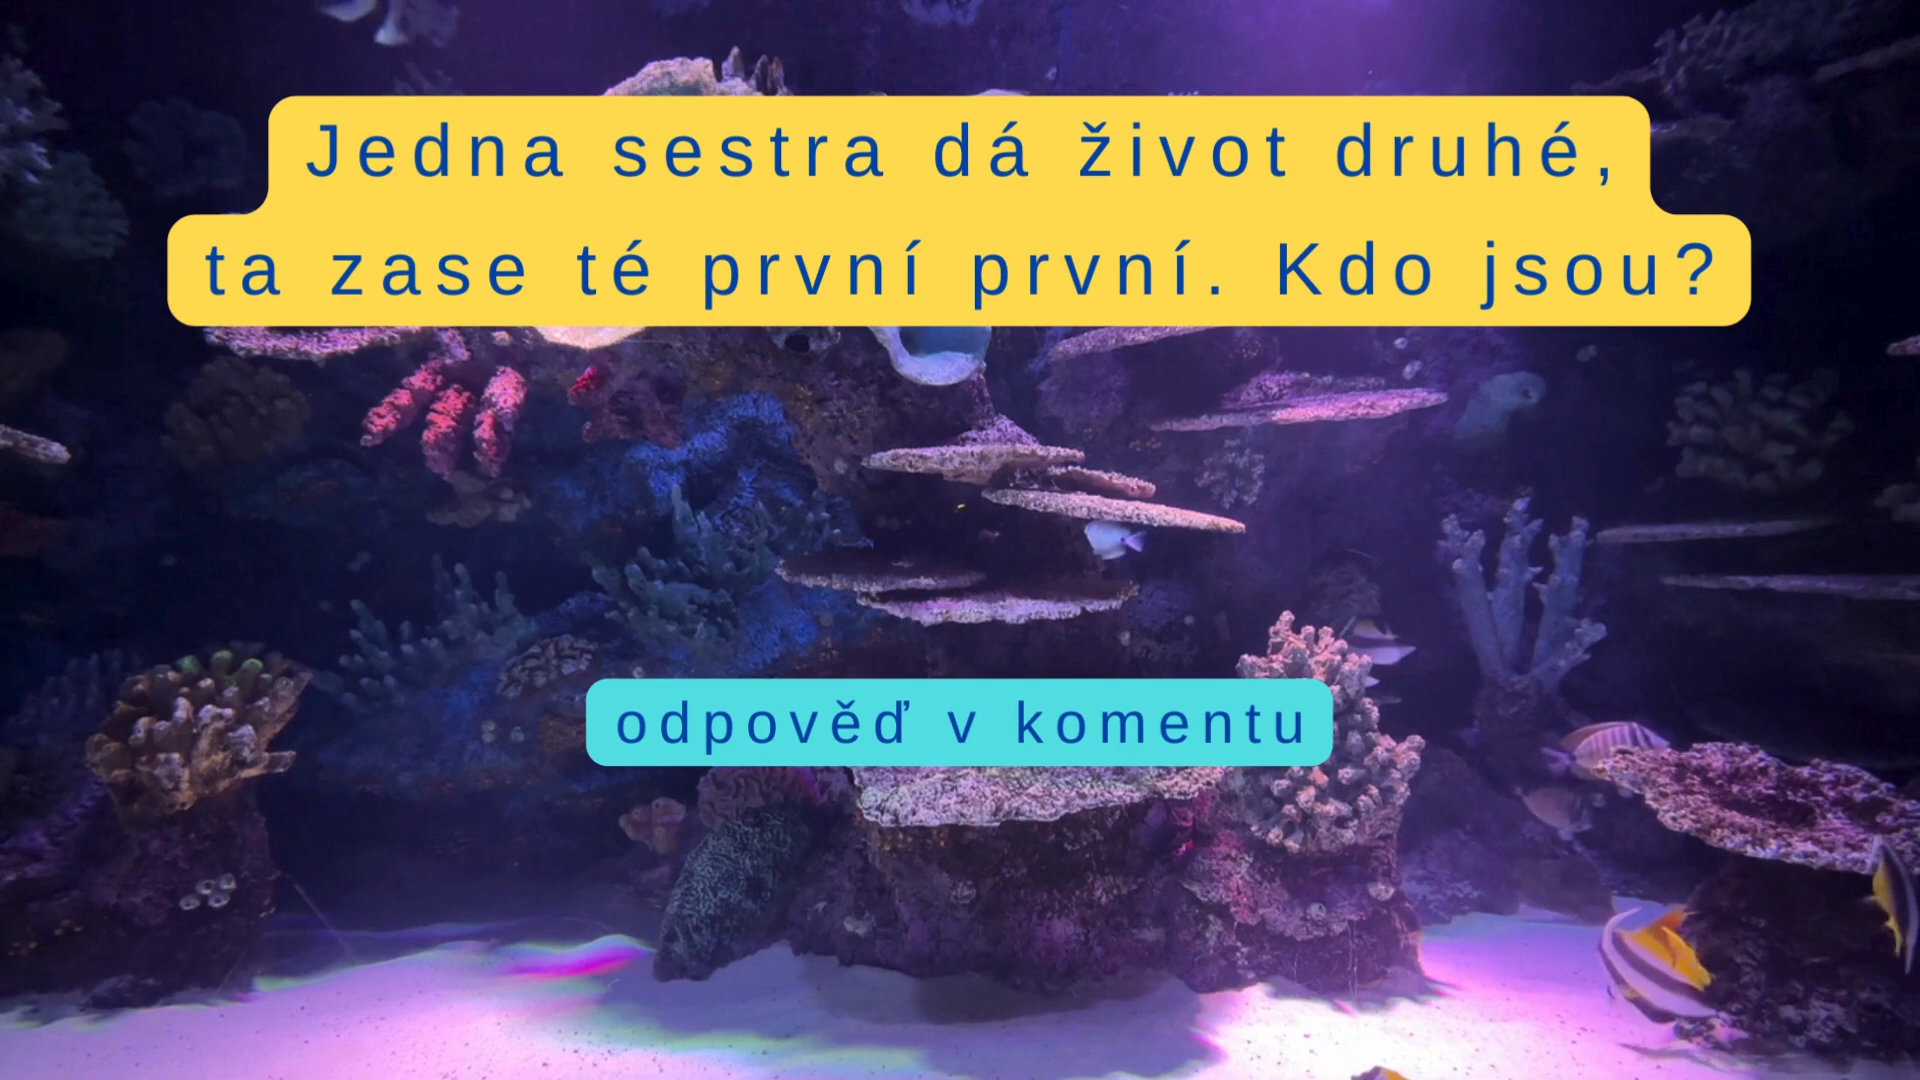 Jedna sestra dá život druhé,
ta zase té první první. Kdo jsou?
odpověď v komentu